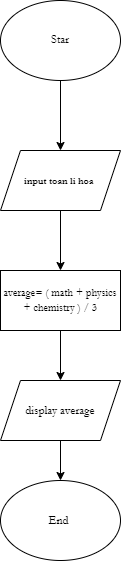 Star
input toan li hoa
average= ( math + physics
+ chemistry ) / 3
display average
End